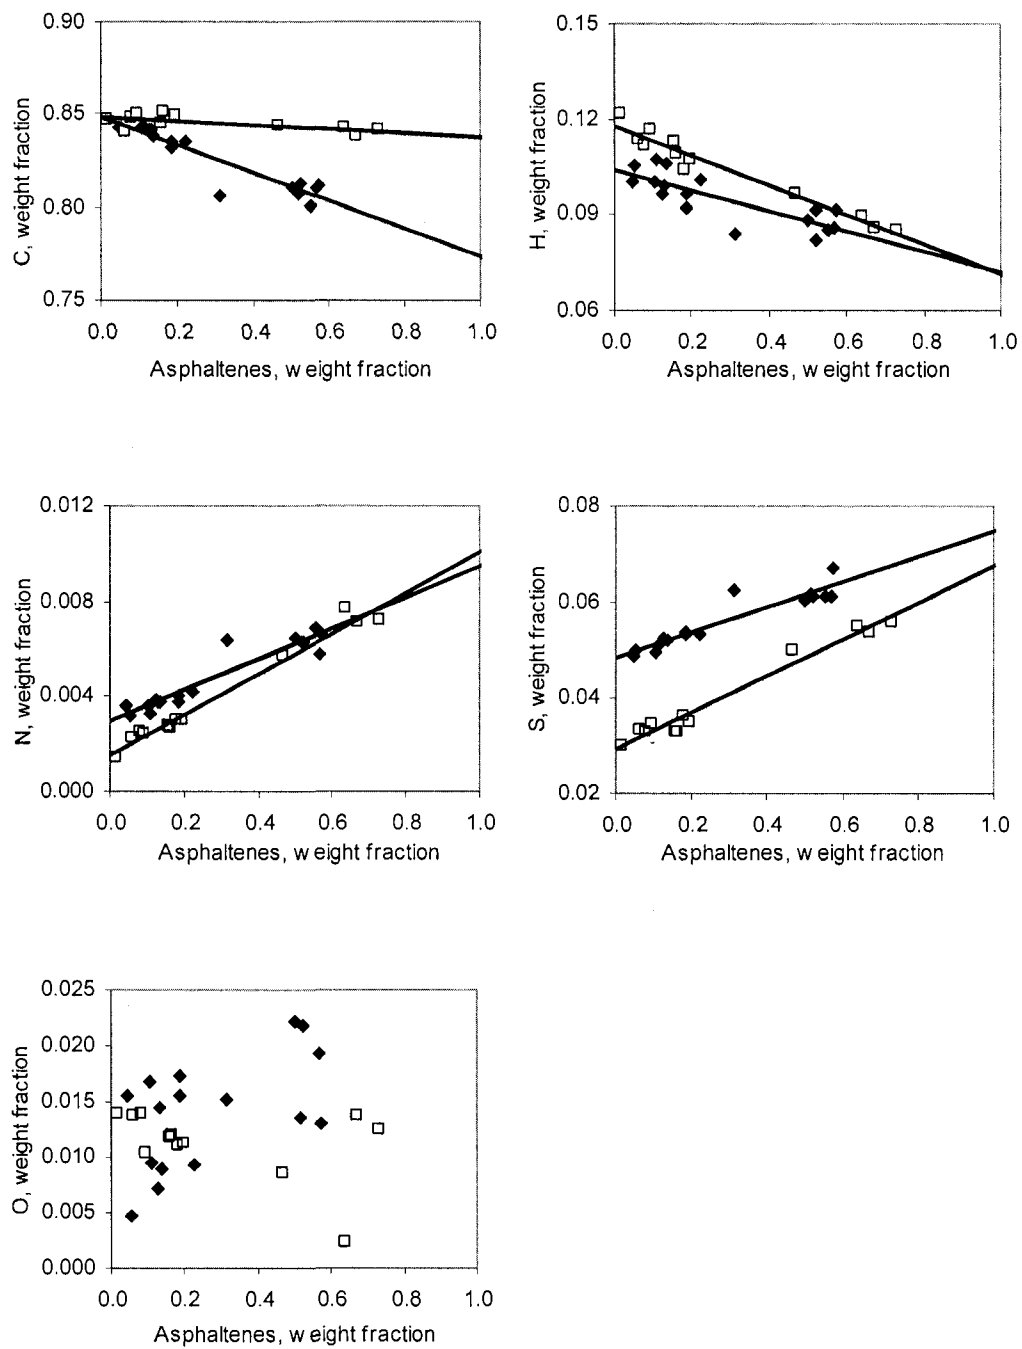 0.90
0.85
0.80
0.75
C, weight fraction
0.0 0.2 0.4 0.6 0.8 1.0
Asphaltenes, w eight fraction
0.15
0.12
0.09
0.06
H, weight fraction
0.0 0.2 0.4 0.6 0.8 1.0
Asphaltenes, w eight fraction
0.012
0.008
0.004
0.000
N, weight fraction
0.0 0.2 0.4 0.6 0.8 1.0
Asphaltenes, w eight fraction
0.08
0.06
0.04
0.02
S, weight fraction
0.0 0.2 0.4 0.6 0.8 1.0
Asphaltenes, w eight fraction
0.025
0.020
0.015
0.010
0.005
0.000
O, weight fraction
0.0 0.2 0.4 0.6 0.8 1.0
Asphaltenes, w eight fraction